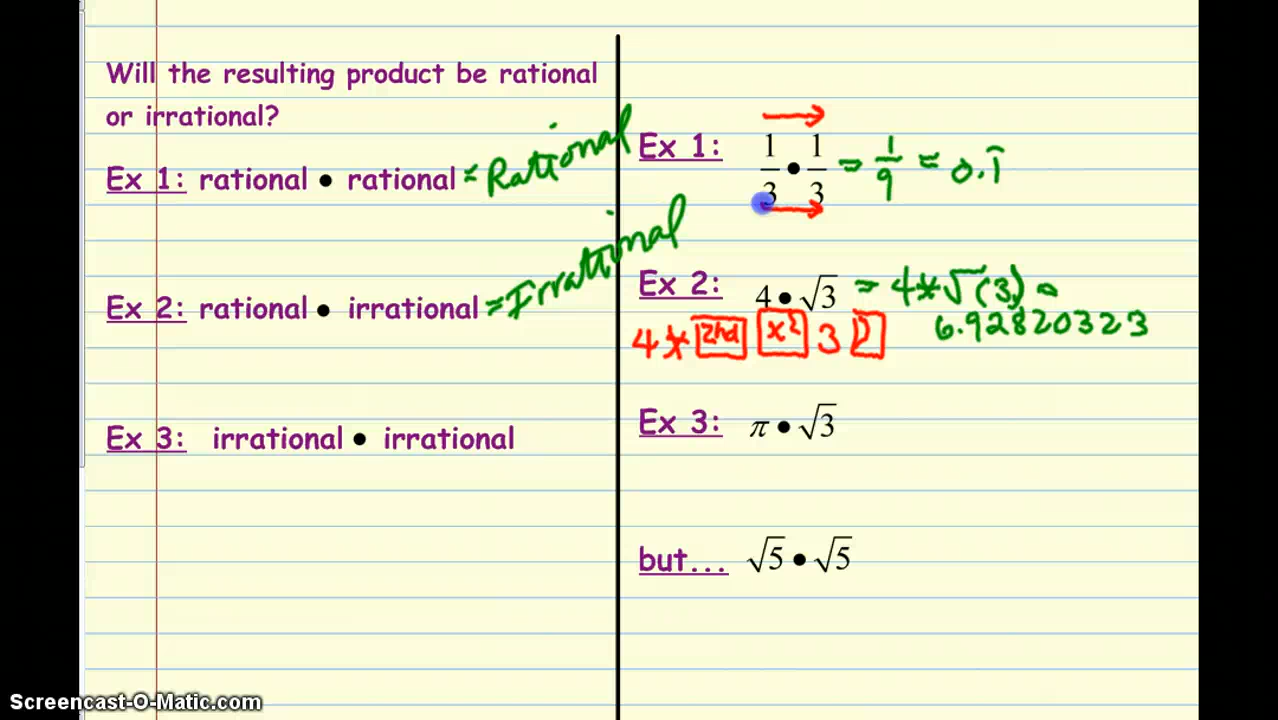 Will the resulting product be rational
or irrational?
Ex 1: rational • rational = Rational
Ex 2: rational • irrational = Irrational
Ex 3: irrational • irrational
Ex 1: 1/3 • 1/3 = 1/9 = 0.1̄
Ex 2: 4 • √3 = 4*√(3) =
6.92820323
4* 2nd x² 3 )
Ex 3: π • √3
but... √5 • √5
Screencast-O-Matic.com